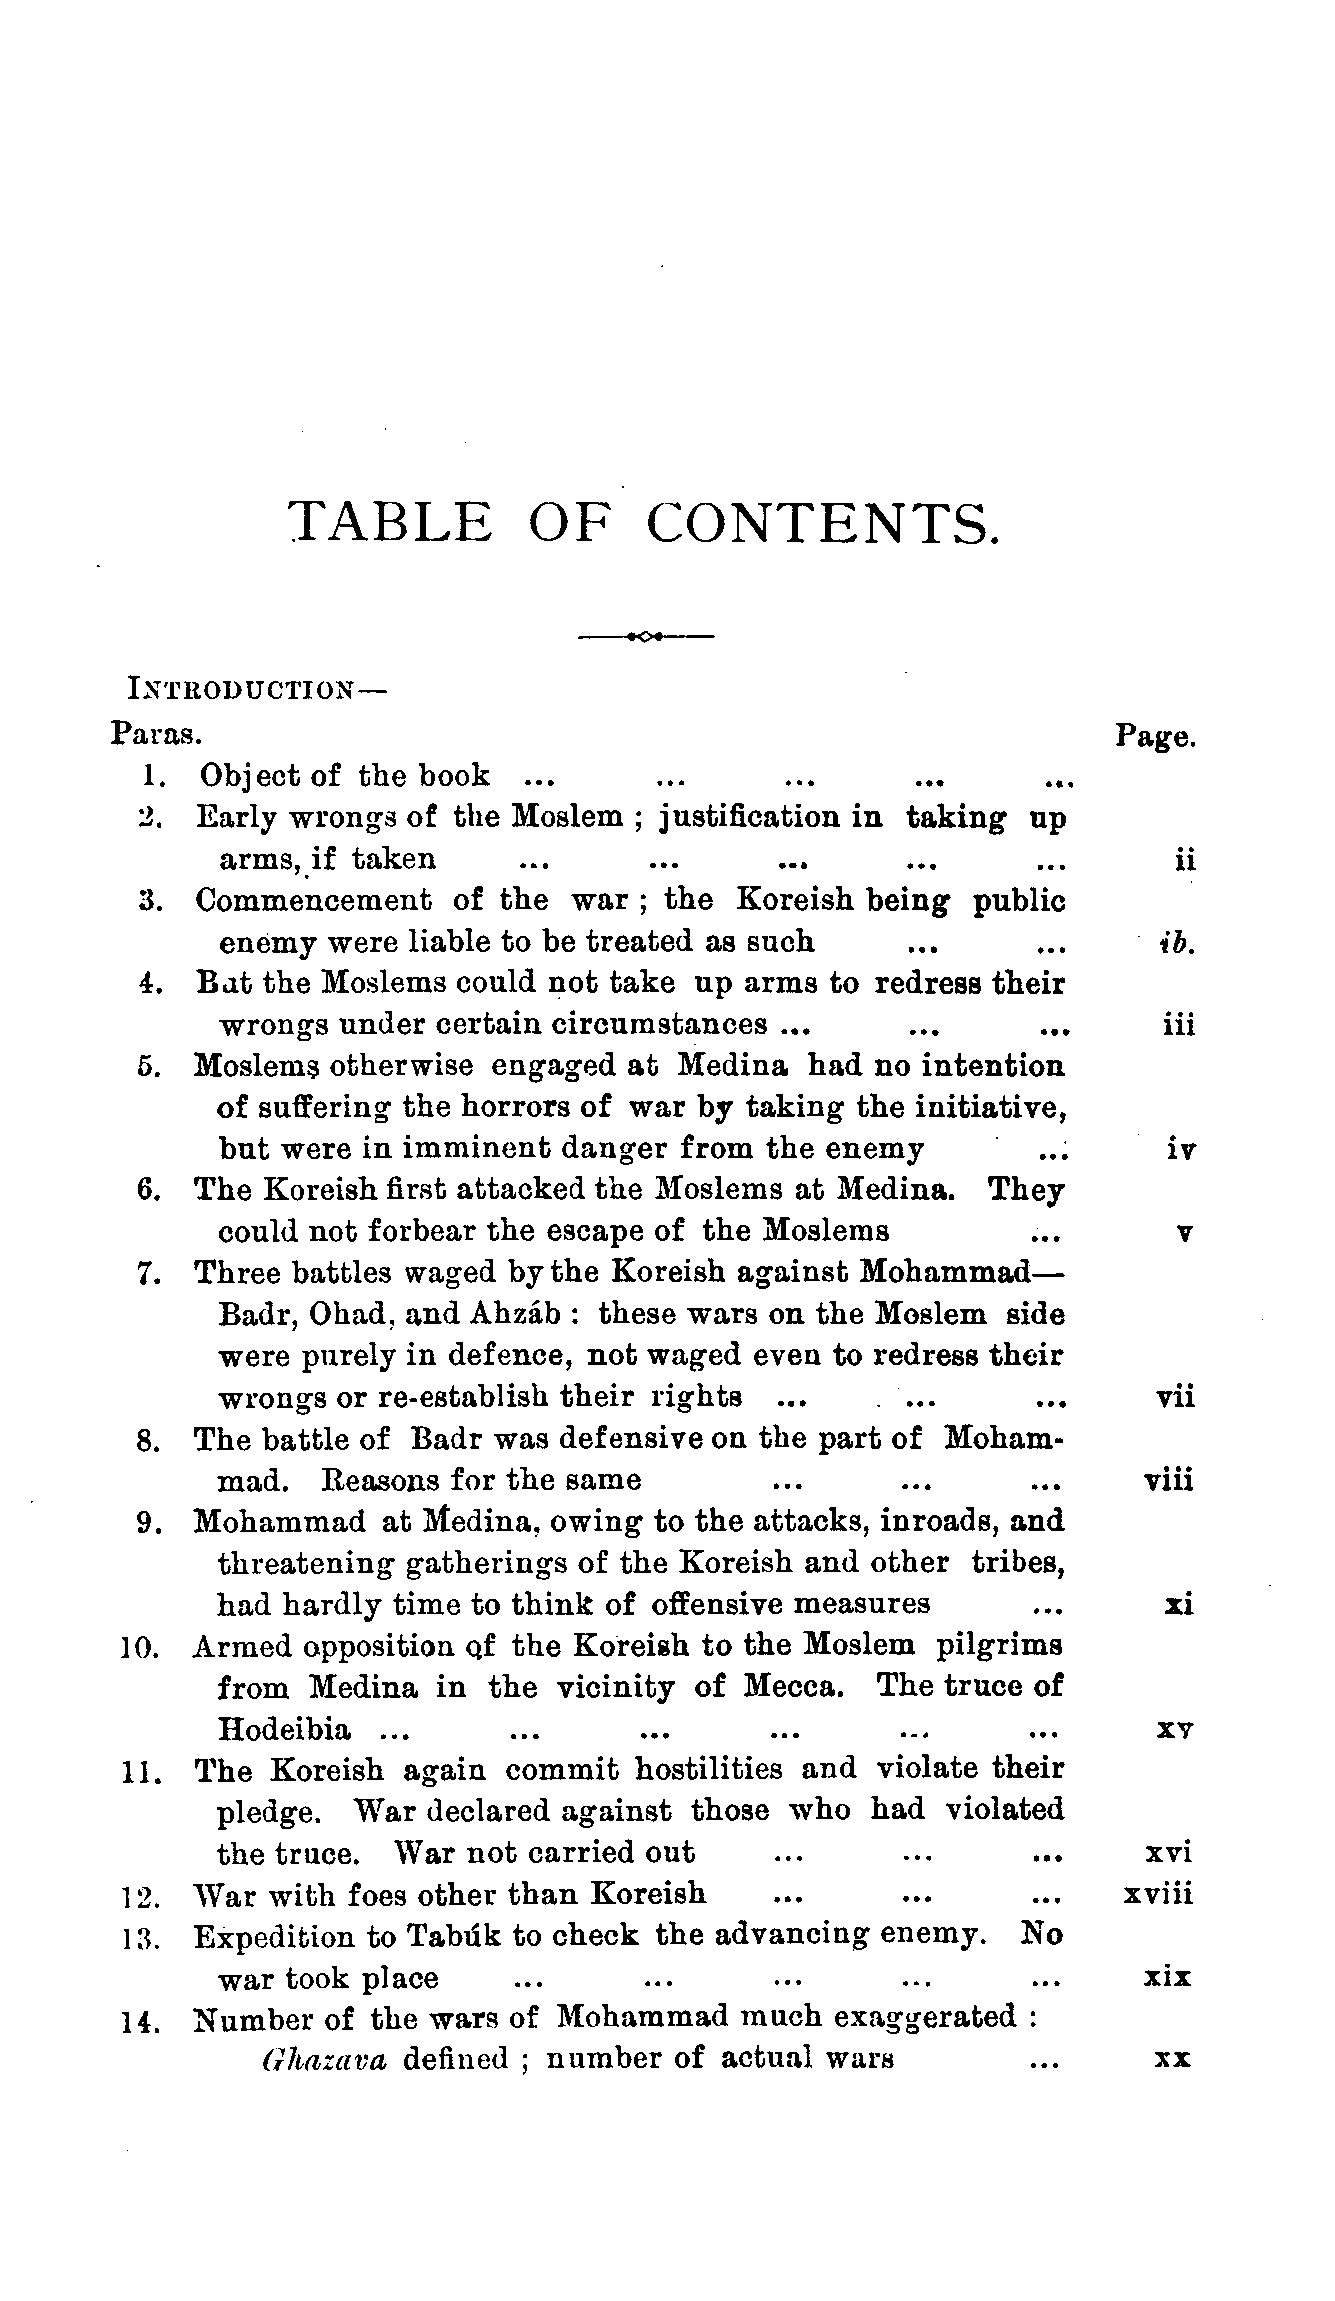 TABLE OF CONTENTS.
INTRODUCTION—
Paras. Page.
1. Object of the book ... ... ... ... ...
2. Early wrongs of the Moslem ; justification in taking up
arms, if taken ... ... ... ... ... ii
3. Commencement of the war ; the Koreish being public
enemy were liable to be treated as such ... ... ib.
4. But the Moslems could not take up arms to redress their
wrongs under certain circumstances ... ... ... iii
5. Moslems otherwise engaged at Medina had no intention
of suffering the horrors of war by taking the initiative,
but were in imminent danger from the enemy ... iv
6. The Koreish first attacked the Moslems at Medina. They
could not forbear the escape of the Moslems ... v
7. Three battles waged by the Koreish against Mohammad—
Badr, Ohad, and Ahzáb : these wars on the Moslem side
were purely in defence, not waged even to redress their
wrongs or re-establish their rights ... ... ... vii
8. The battle of Badr was defensive on the part of Moham-
mad. Reasons for the same ... ... ... viii
9. Mohammad at Medina, owing to the attacks, inroads, and
threatening gatherings of the Koreish and other tribes,
had hardly time to think of offensive measures ... xi
10. Armed opposition of the Koreish to the Moslem pilgrims
from Medina in the vicinity of Mecca. The truce of
Hodeibia ... ... ... ... ... ... xv
11. The Koreish again commit hostilities and violate their
pledge. War declared against those who had violated
the truce. War not carried out ... ... ... xvi
12. War with foes other than Koreish ... ... ... xviii
13. Expedition to Tabúk to check the advancing enemy. No
war took place ... ... ... ... ... xix
14. Number of the wars of Mohammad much exaggerated :
Ghazava defined ; number of actual wars ... xx